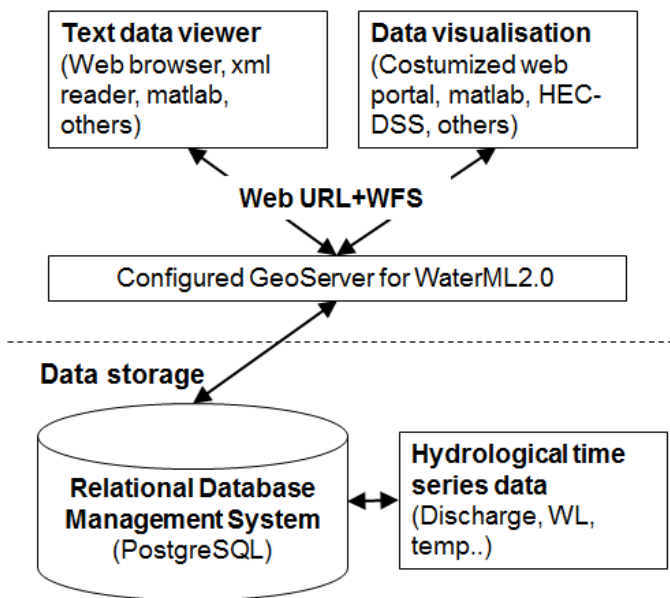 Text data viewer
(Web browser, xml
reader, matlab,
others)
Data visualisation
(Costumized web
portal, matlab, HEC-
DSS, others)
Web URL+WFS
Configured GeoServer for WaterML2.0
Data storage
Relational Database
Management System
(PostgreSQL)
Hydrological time
series data
(Discharge, WL,
temp..)